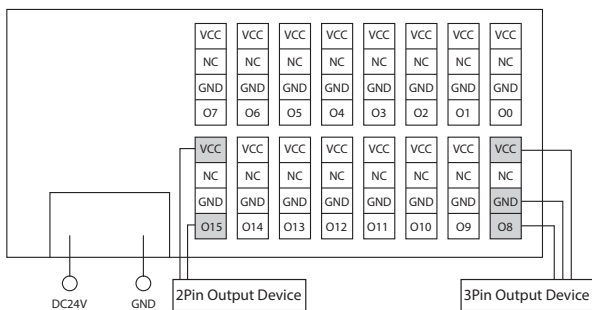 VCC VCC VCC VCC VCC VCC VCC VCC
NC NC NC NC NC NC NC NC
GND GND GND GND GND GND GND GND
O7 O6 O5 O4 O3 O2 O1 O0
VCC VCC VCC VCC VCC VCC VCC VCC
NC NC NC NC NC NC NC NC
GND GND GND GND GND GND GND GND
O15 O14 O13 O12 O11 O10 O9 O8
DC24V GND 2Pin Output Device 3Pin Output Device